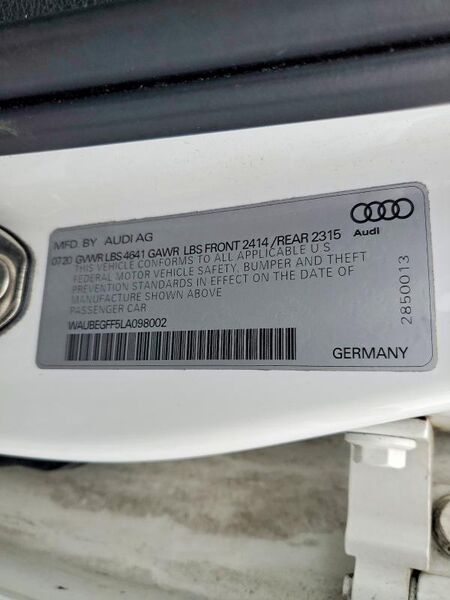 MFD. BY AUDI AG
Audi
0720 GVWR LBS 4641 GAWR LBS FRONT 2414 /REAR 2315
THIS VEHICLE CONFORMS TO ALL APPLICABLE U S
FEDERAL MOTOR VEHICLE SAFETY, BUMPER AND THEFT
PREVENTION STANDARDS IN EFFECT ON THE DATE OF
MANUFACTURE SHOWN ABOVE
PASSENGER CAR
WAUBEGFF5LA098002
2850013
GERMANY